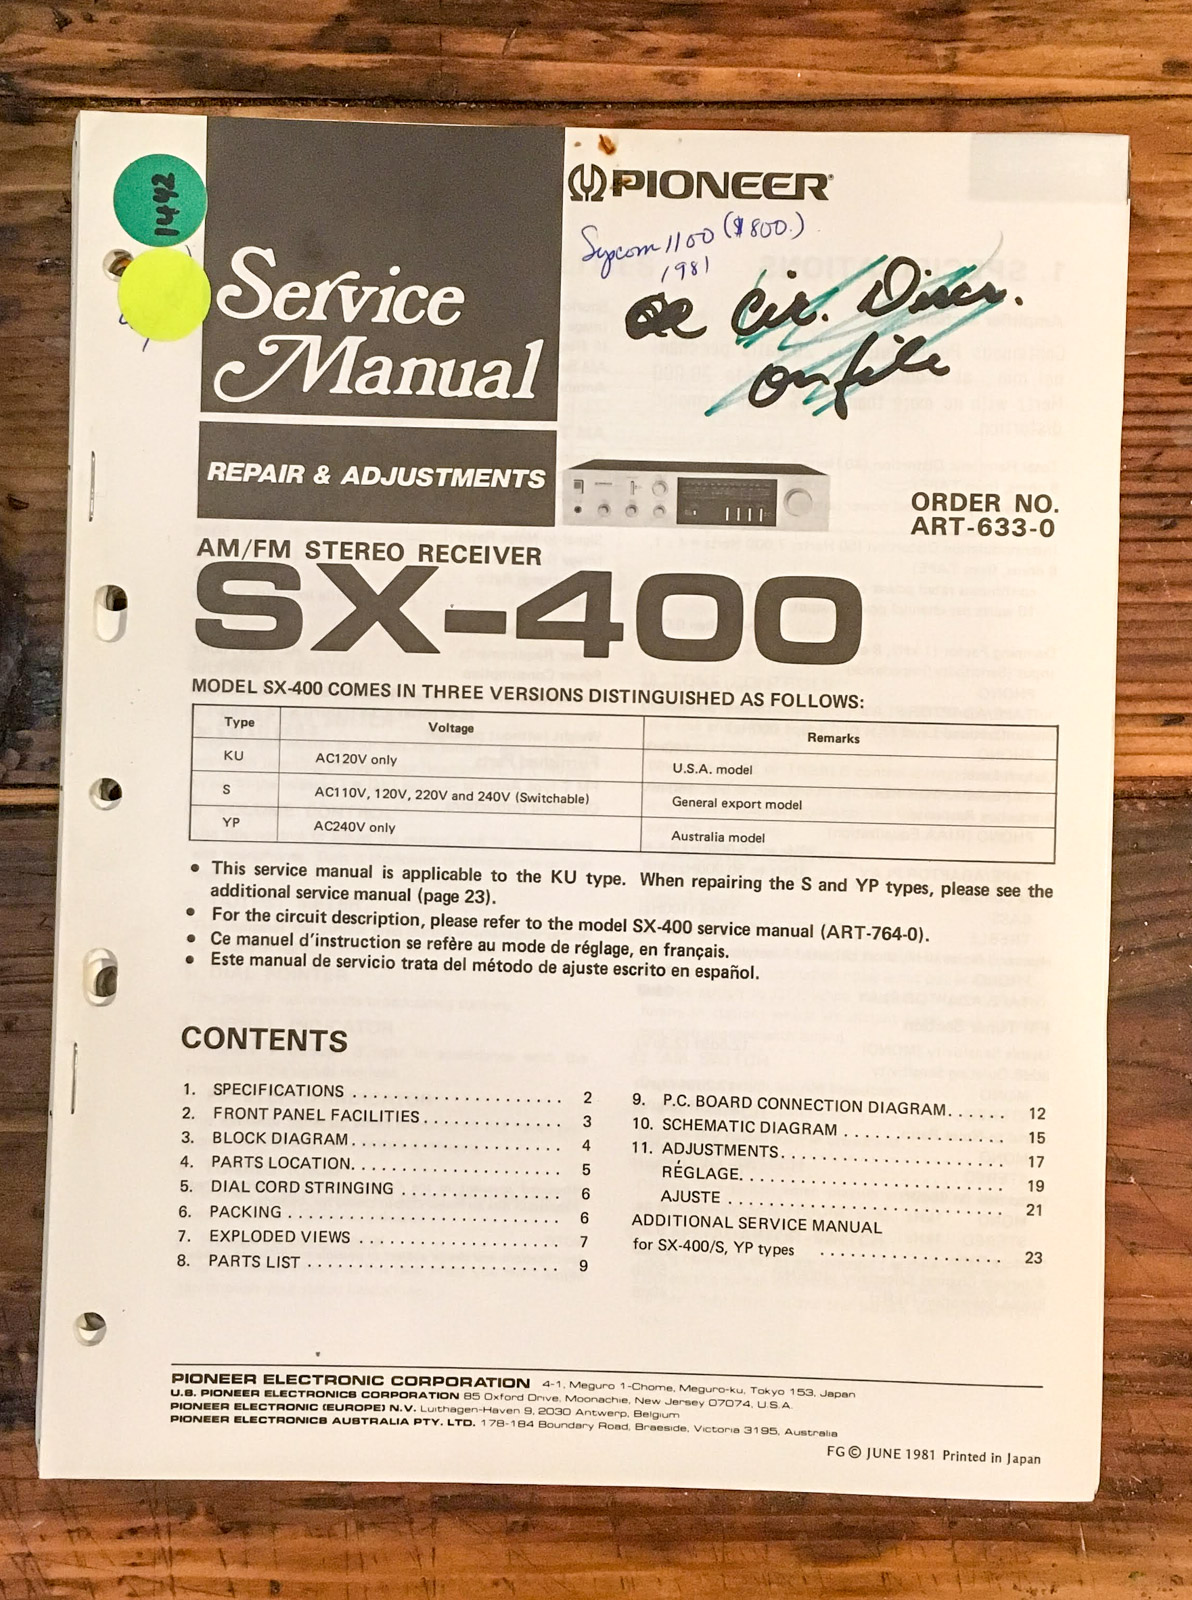 1442
Service
Manual
REPAIR & ADJUSTMENTS
PIONEER®
1100 ($800.)
1981
Cir. Discr.
on file
ORDER NO.
ART-633-0
AM/FM STEREO RECEIVER
SX-400
MODEL SX-400 COMES IN THREE VERSIONS DISTINGUISHED AS FOLLOWS:
Type Voltage Remarks
KU AC120V only U.S.A. model
S AC110V, 120V, 220V and 240V (Switchable) General export model
YP AC240V only Australia model
• This service manual is applicable to the KU type. When repairing the S and YP types, please see the
additional service manual (page 23).
• For the circuit description, please refer to the model SX-400 service manual (ART-764-0).
• Ce manuel d'instruction se refère au mode de réglage, en français.
• Este manual de servicio trata del método de ajuste escrito en español.
CONTENTS
1. SPECIFICATIONS ...................... 2
2. FRONT PANEL FACILITIES .............. 3
3. BLOCK DIAGRAM ...................... 4
4. PARTS LOCATION ...................... 5
5. DIAL CORD STRINGING ................. 6
6. PACKING ............................ 6
7. EXPLODED VIEWS ..................... 7
8. PARTS LIST .......................... 9
9. P.C. BOARD CONNECTION DIAGRAM ...... 12
10. SCHEMATIC DIAGRAM ................. 15
11. ADJUSTMENTS ....................... 17
RÉGLAGE ........................... 19
AJUSTE ............................ 21
ADDITIONAL SERVICE MANUAL
for SX-400/S, YP types ................... 23
PIONEER ELECTRONIC CORPORATION 4-1, Meguro 1-Chome, Meguro-ku, Tokyo 153, Japan
U.S. PIONEER ELECTRONICS CORPORATION 85 Oxford Drive, Moonachie, New Jersey 07074, U.S.A.
PIONEER ELECTRONIC (EUROPE) N.V. Luithagen-Haven 9, 2030 Antwerp, Belgium
PIONEER ELECTRONICS AUSTRALIA PTY. LTD. 178-184 Boundary Road, Braeside, Victoria 3195, Australia
FG © JUNE 1981 Printed in Japan